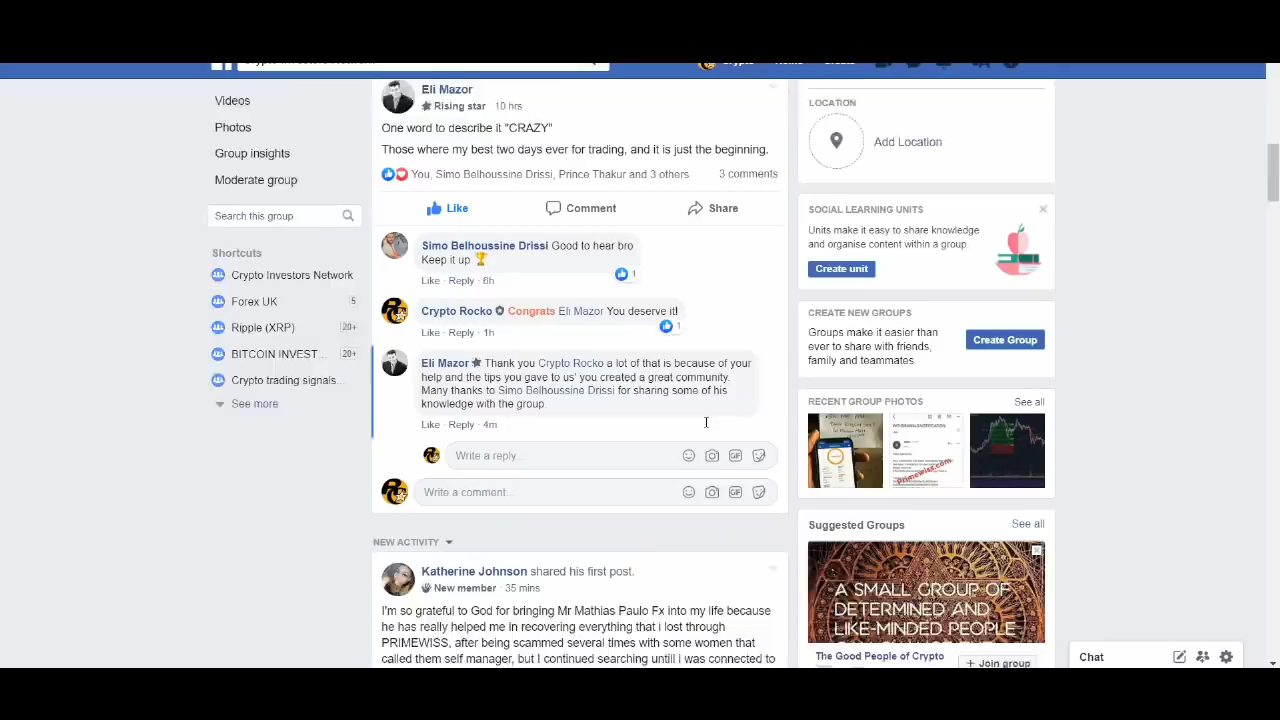 Videos
Photos
Group insights
Moderate group
Search this group
Shortcuts
Crypto Investors Network
Forex UK 5
Ripple (XRP) 20+
BITCOIN INVEST ... 20+
Crypto trading signals...
See more
Eli Mazor
Rising star 10 hrs
One word to describe it "CRAZY"
Those where my best two days ever for trading, and it is just the beginning.
You, Simo Belhoussine Drissi, Prince Thakur and 3 others 3 comments
Like Comment Share
Simo Belhoussine Drissi Good to hear bro
Keep it up
1
Like · Reply · 6h
Crypto Rocko Congrats Eli Mazor You deserve it!
1
Like · Reply · 1h
Eli Mazor Thank you Crypto Rocko a lot of that is because of your
help and the tips you gave to us' you created a great community.
Many thanks to Simo Belhoussine Drissi for sharing some of his
knowledge with the group.
Like · Reply · 4m
Write a reply...
GIF
Write a comment...
GIF
NEW ACTIVITY
Katherine Johnson shared his first post.
New member · 35 mins
I'm so grateful to God for bringing Mr Mathias Paulo Fx into my life because
he has really helped me in recovering everything that i lost through
PRIMEWISS, after being scammed several times with some women that
called them self manager, but I continued searching untill i was connected to
LOCATION
Add Location
SOCIAL LEARNING UNITS
Units make it easy to share knowledge
and organise content within a group.
Create unit
CREATE NEW GROUPS
Groups make it easier than
ever to share with friends,
family and teammates.
Create Group
RECENT GROUP PHOTOS See all
Primewisz.com
Suggested Groups See all
A SMALL GROUP OF
DETERMINED AND
LIKE-MINDED PEOPLE
The Good People of Crypto
+ Join group
Chat